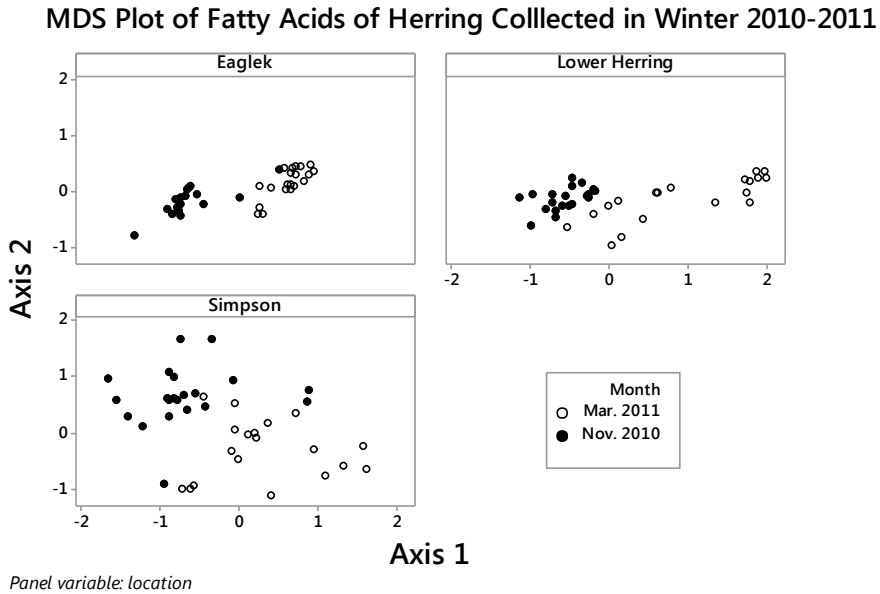 MDS Plot of Fatty Acids of Herring Colllected in Winter 2010-2011
Eaglek
Lower Herring
2
1
0
-1
-2 -1 0 1 2
Axis 2
Simpson
2
1
0
-1
-2 -1 0 1 2
Month
Mar. 2011
Nov. 2010
Axis 1
Panel variable: location